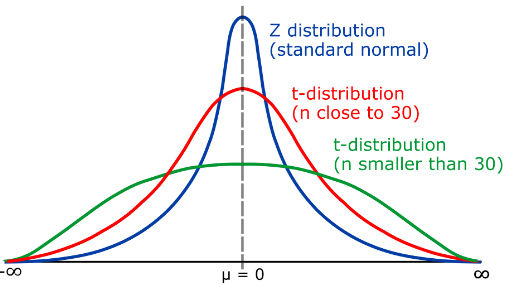 Z distribution
(standard normal)
t-distribution
(n close to 30)
t-distribution
(n smaller than 30)
-∞
μ = 0
∞